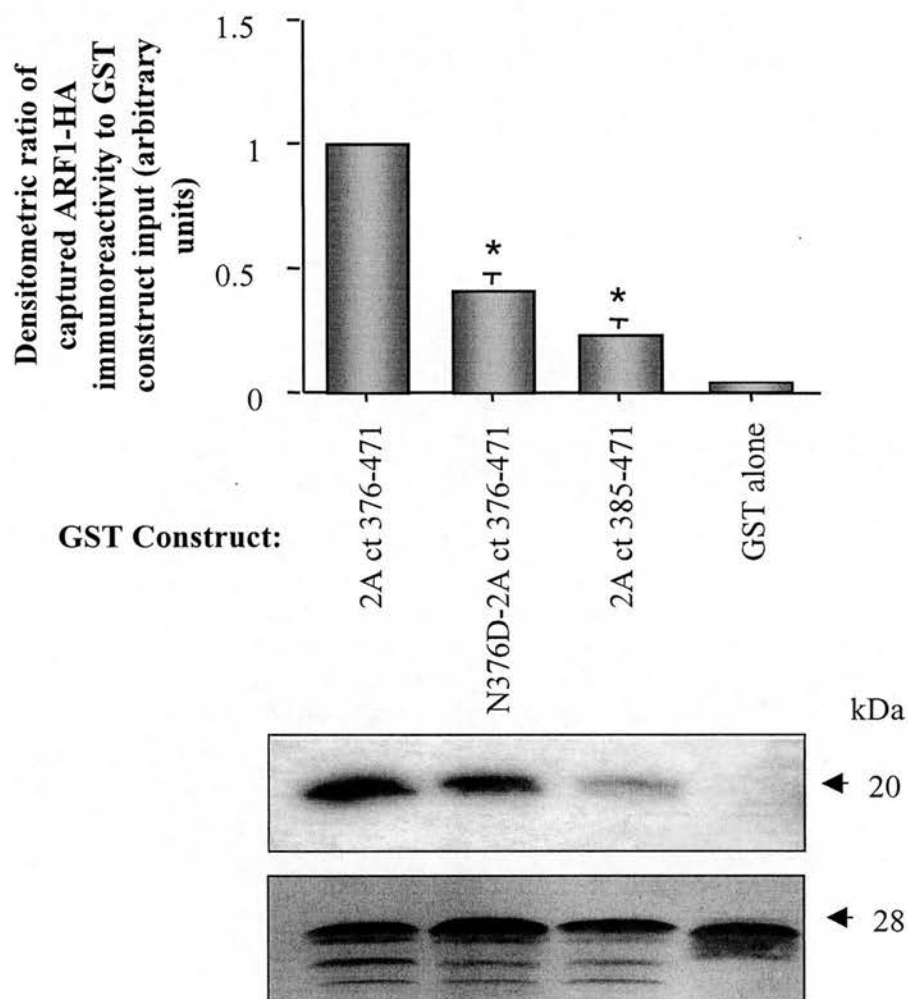 Densitometric ratio of
captured ARF1-HA
immunoreactivity to GST
construct input (arbitrary
units)
1.5
1
0.5
0
*
*
GST Construct:
2A ct 376-471
N376D-2A ct 376-471
2A ct 385-471
GST alone
kDa
20
28